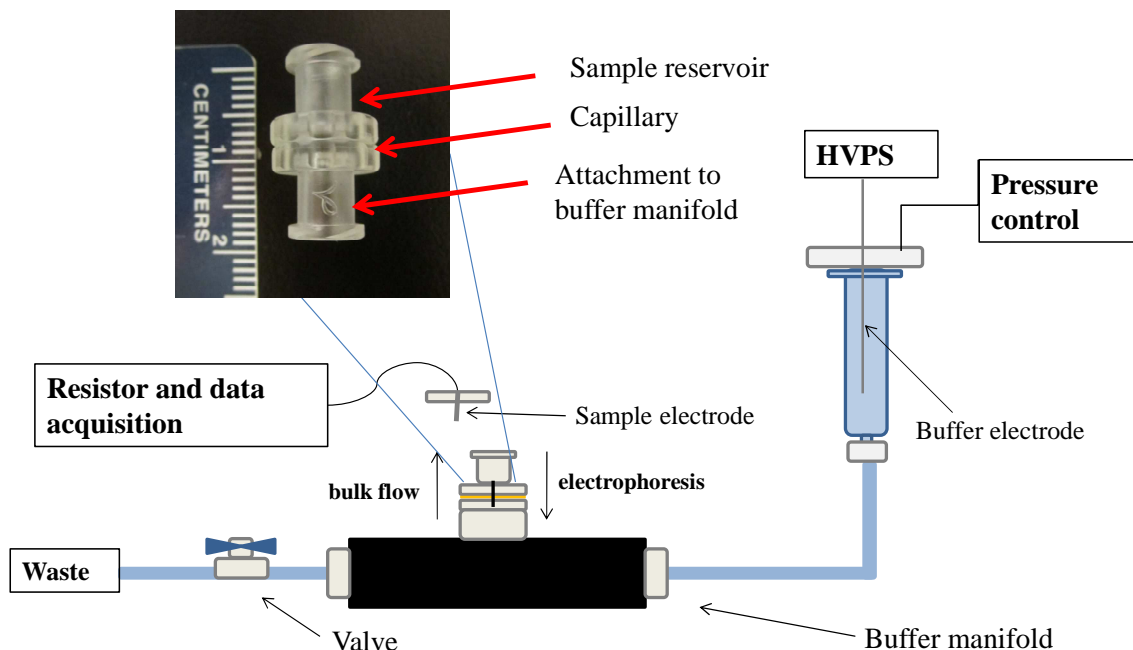 CENTIMETERS
1
2
Sample reservoir
Capillary
Attachment to
buffer manifold
HVPS
Pressure
control
Resistor and data
acquisition
Sample electrode
Buffer electrode
bulk flow
electrophoresis
Waste
Valve
Buffer manifold